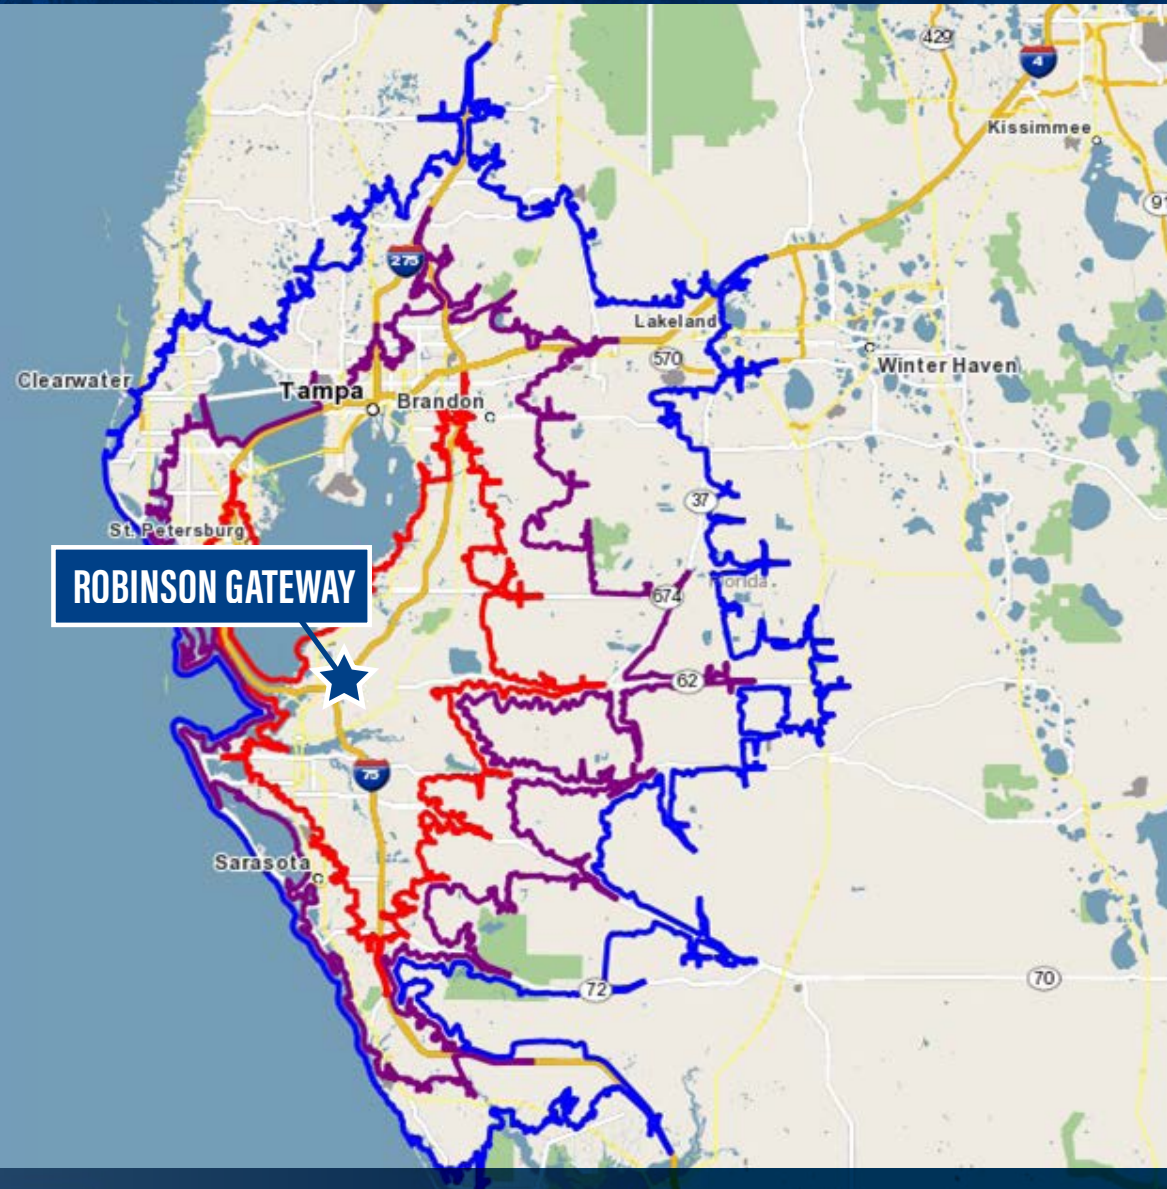 429
4
Kissimmee
91
275
Lakeland
570
Clearwater
Winter Haven
Tampa
Brandon
37
St. Petersburg
ROBINSON GATEWAY
Florida
674
62
75
Sarasota
70
72